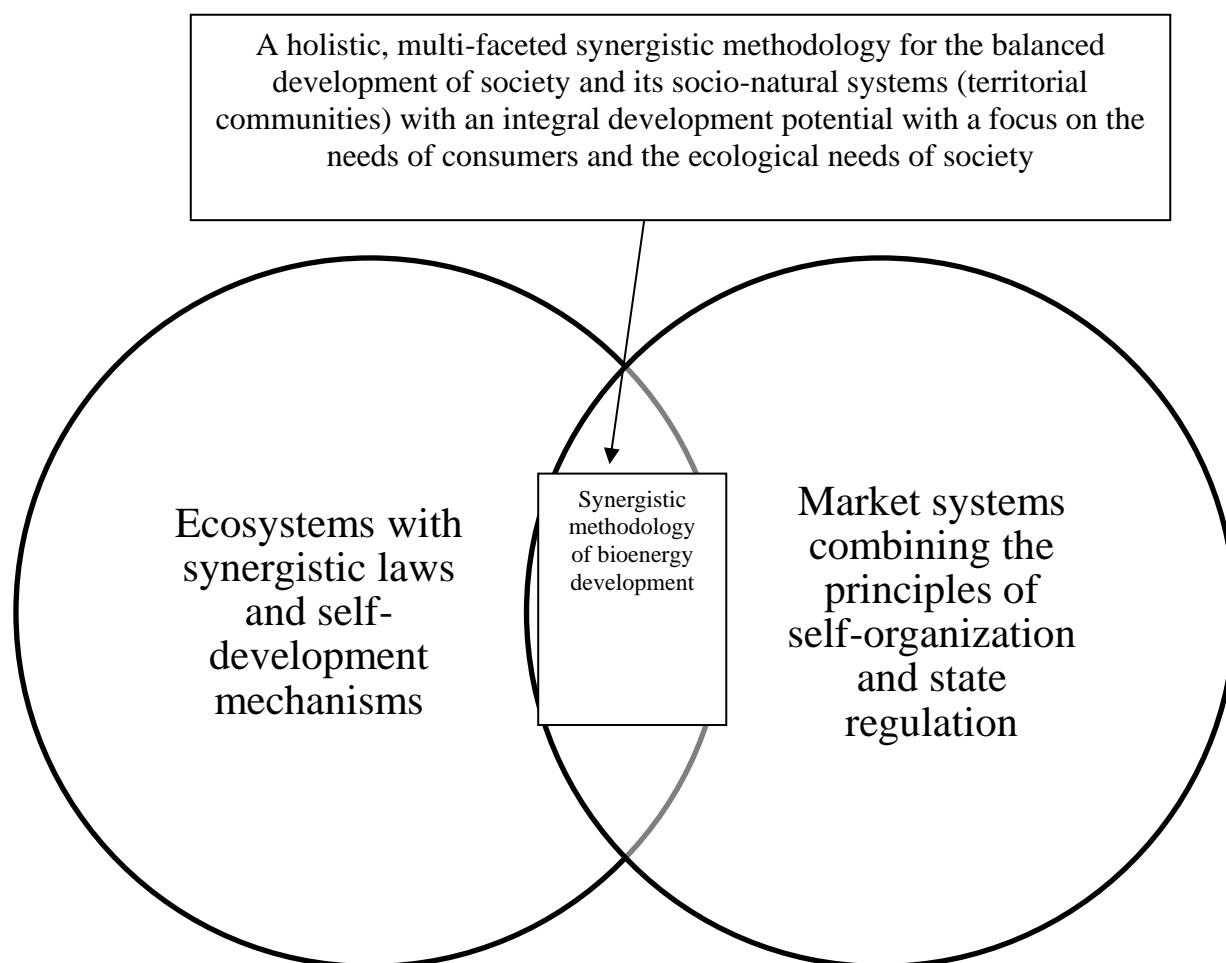 A holistic, multi-faceted synergistic methodology for the balanced
development of society and its socio-natural systems (territorial
communities) with an integral development potential with a focus on the
needs of consumers and the ecological needs of society
Ecosystems with
synergistic laws
and self-
development
mechanisms
Synergistic
methodology
of bioenergy
development
Market systems
combining the
principles of
self-organization
and state
regulation